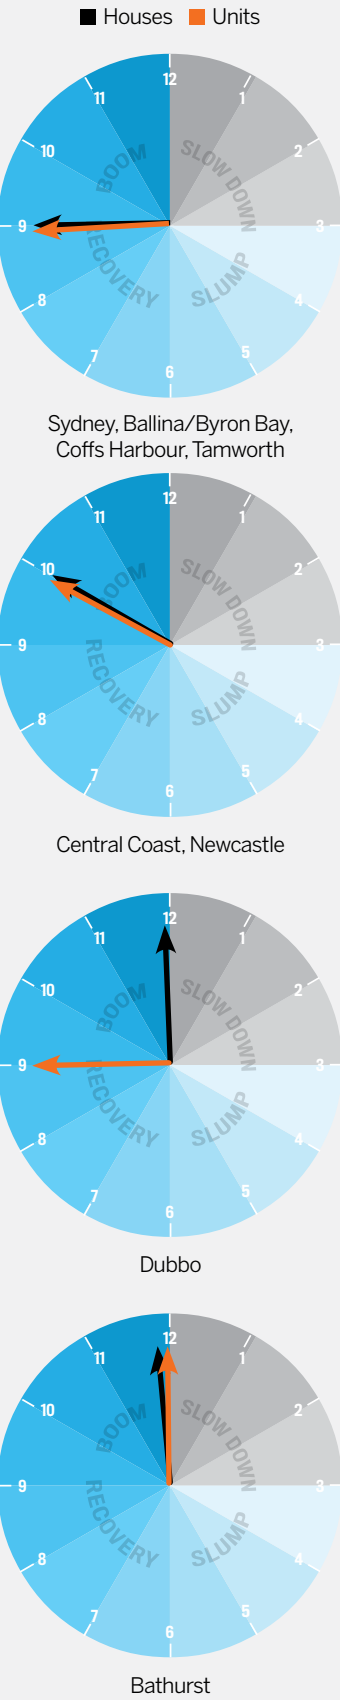 Houses Units
12
11 1
10 2
BOOM SLOW DOWN
9 3
RECOVERY SLUMP
8 4
7 5
6
Sydney, Ballina/Byron Bay,
Coffs Harbour, Tamworth
12
11 1
10 2
BOOM SLOW DOWN
9 3
RECOVERY SLUMP
8 4
7 5
6
Central Coast, Newcastle
12
11 1
10 2
BOOM SLOW DOWN
9 3
RECOVERY SLUMP
8 4
7 5
6
Dubbo
12
11 1
10 2
BOOM SLOW DOWN
9 3
RECOVERY SLUMP
8 4
7 5
6
Bathurst